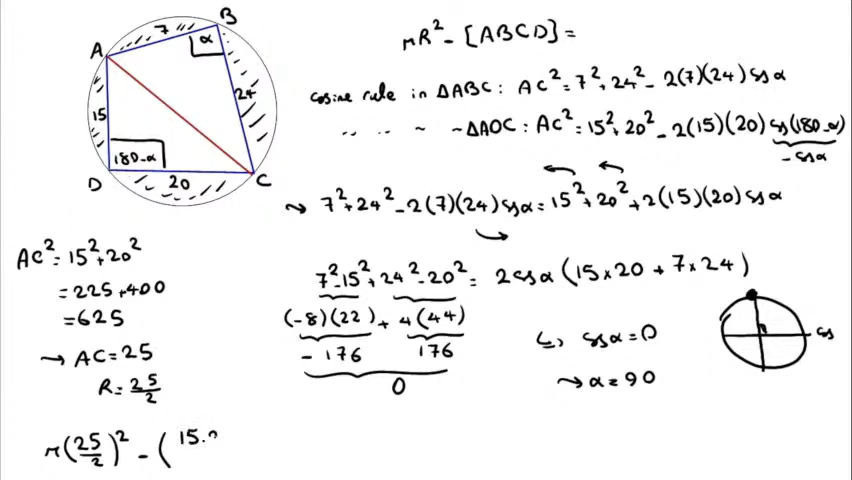 πR² - [ABCD] =
cosine rule in ΔABC: AC² = 7² + 24² - 2(7)(24) cos α
" " ~ ~ ΔADC: AC² = 15² + 20² - 2(15)(20) cos(180-α)
-cos α
~> 7² + 24² - 2(7)(24) cos α = 15² + 20² + 2(15)(20) cos α
7² - 15² + 24² - 20² = 2 cos α (15 × 20 + 7 × 24)
(-8)(22) + 4(44)
-176 176
0
↪ cos α = 0
~> α = 90
cos
A
B
C
D
7
24
15
20
α
180-α
AC² = 15² + 20²
= 225 + 400
= 625
→ AC = 25
R = 25/2
π(25/2)² - (15.